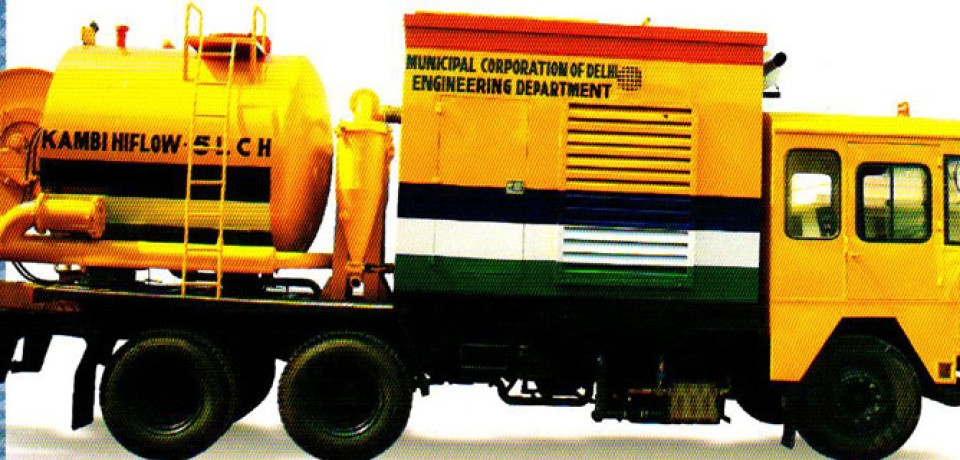 MUNICIPAL CORPORATION OF DELHI
ENGINEERING DEPARTMENT
KAMBI HIFLOW-5LCH